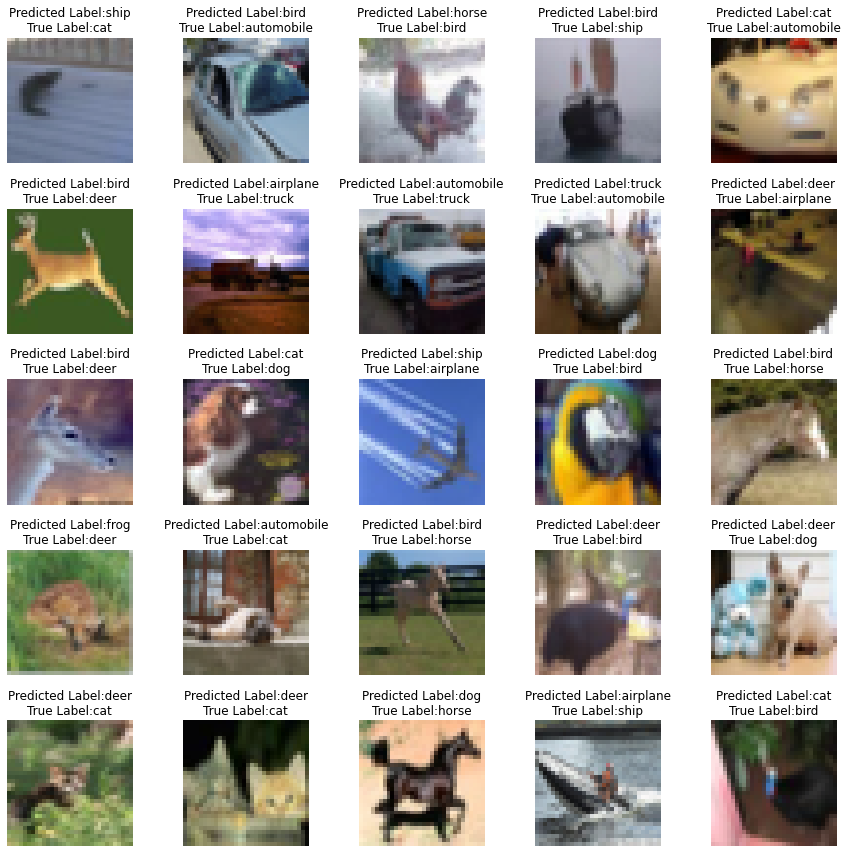 Predicted Label:ship
True Label:cat
Predicted Label:bird
True Label:automobile
Predicted Label:horse
True Label:bird
Predicted Label:bird
True Label:ship
Predicted Label:cat
True Label:automobile
Predicted Label:bird
True Label:deer
Predicted Label:airplane
True Label:truck
Predicted Label:automobile
True Label:truck
Predicted Label:truck
True Label:automobile
Predicted Label:deer
True Label:airplane
Predicted Label:bird
True Label:deer
Predicted Label:cat
True Label:dog
Predicted Label:ship
True Label:airplane
Predicted Label:dog
True Label:bird
Predicted Label:bird
True Label:horse
Predicted Label:frog
True Label:deer
Predicted Label:automobile
True Label:cat
Predicted Label:bird
True Label:horse
Predicted Label:deer
True Label:bird
Predicted Label:deer
True Label:dog
Predicted Label:deer
True Label:cat
Predicted Label:deer
True Label:cat
Predicted Label:dog
True Label:horse
Predicted Label:airplane
True Label:ship
Predicted Label:cat
True Label:bird